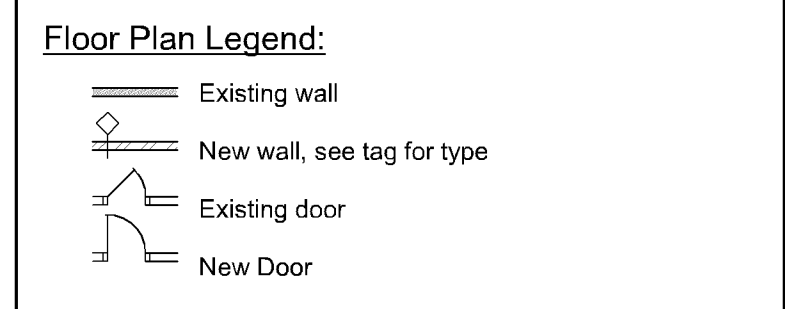 Floor Plan Legend:
Existing wall
New wall, see tag for type
Existing door
New Door